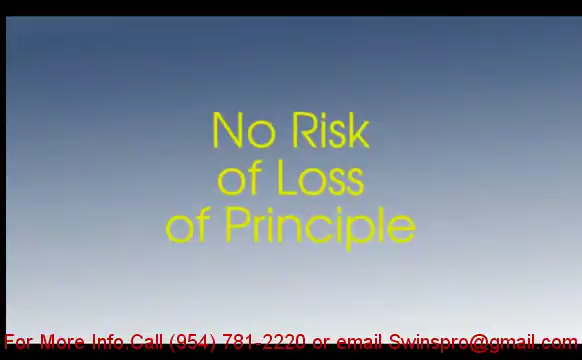 No Risk
of Loss
of Principle
For More Info.Call (954) 781-2220 or email Swinspro@gmail.com